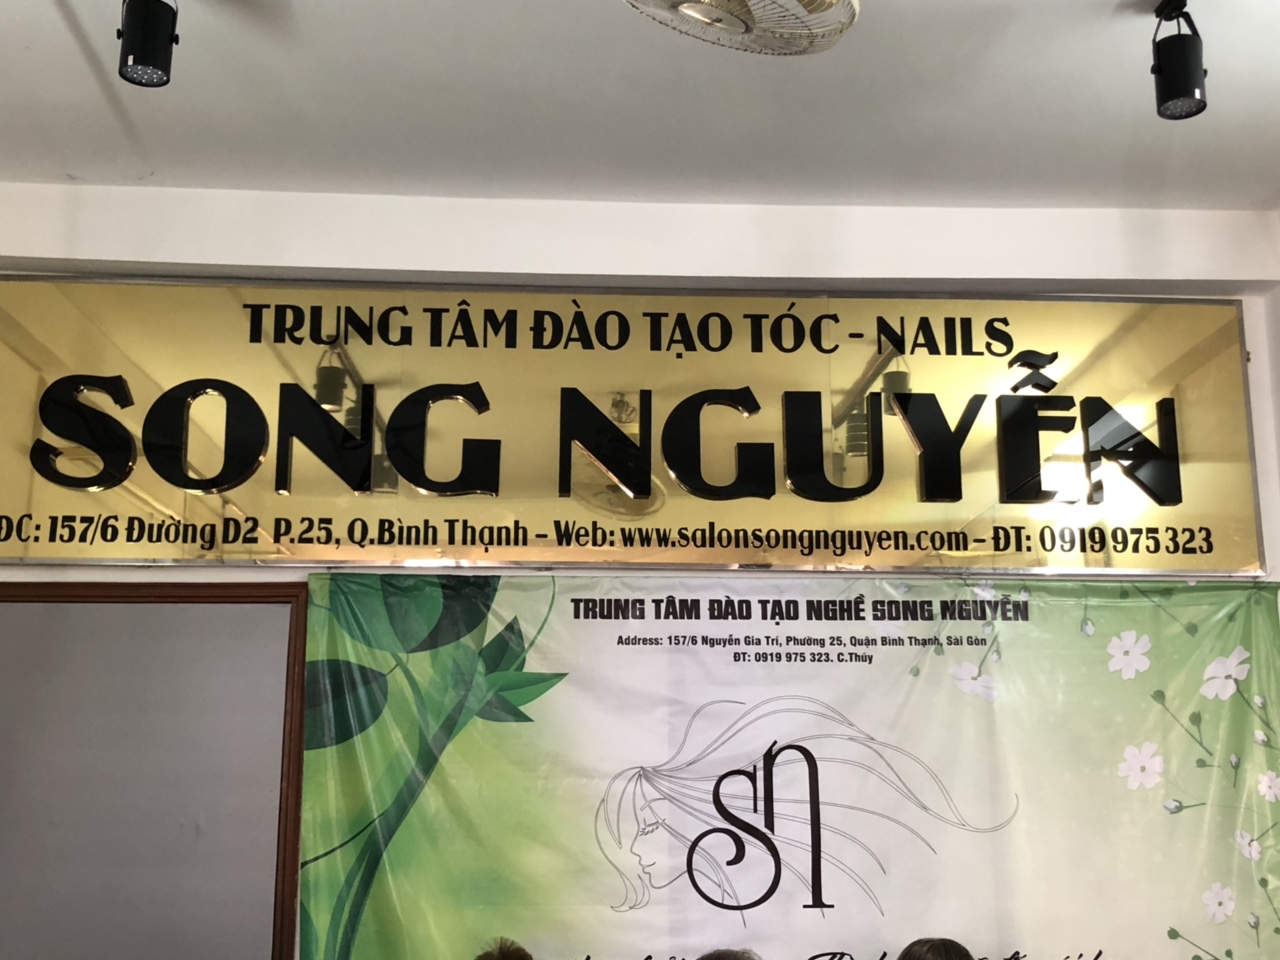 TRUNG TÂM ĐÀO TẠO TÓC - NAILS
SONG NGUYỄN
ĐC: 157/6 Đường D2 P.25, Q.Bình Thạnh - Web: www.salonsongnguyen.com - ĐT: 0919 975 323
TRUNG TÂM ĐÀO TẠO NGHỀ SONG NGUYỄN
Address: 157/6 Nguyễn Gia Trí, Phường 25, Quận Bình Thạnh, Sài Gòn
ĐT: 0919 975 323. C.Thúy
sn